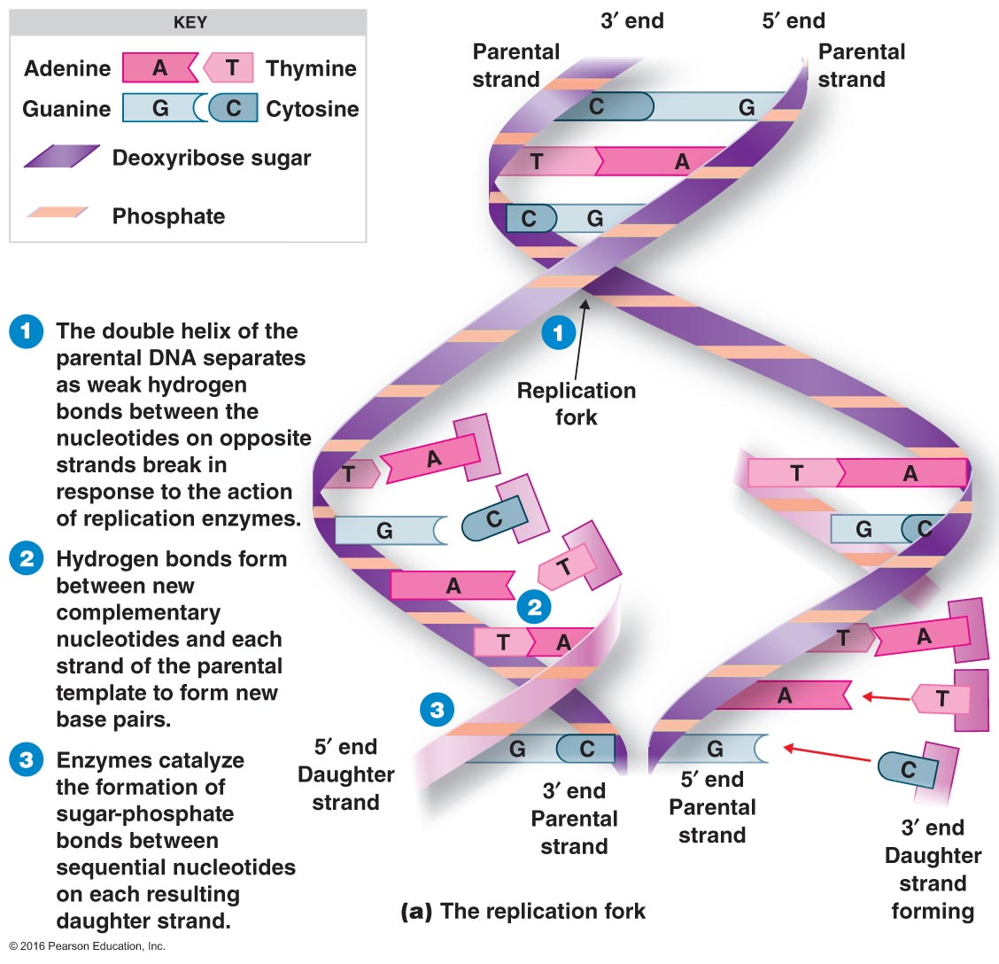 KEY
Adenine A T Thymine
Guanine G C Cytosine
Deoxyribose sugar
Phosphate
3′ end
5′ end
Parental
strand
Parental
strand
C G
T A
C G
1
Replication
fork
1 The double helix of the
parental DNA separates
as weak hydrogen
bonds between the
nucleotides on opposite
strands break in
response to the action
of replication enzymes.
2 Hydrogen bonds form
between new
complementary
nucleotides and each
strand of the parental
template to form new
base pairs.
3 Enzymes catalyze
the formation of
sugar-phosphate
bonds between
sequential nucleotides
on each resulting
daughter strand.
T A
G C
A T
2
T A
3
G C
T A
G C
T A
A T
G
C
5′ end
Daughter
strand
3′ end
Parental
strand
5′ end
Parental
strand
3′ end
Daughter
strand
forming
(a) The replication fork
© 2016 Pearson Education, Inc.